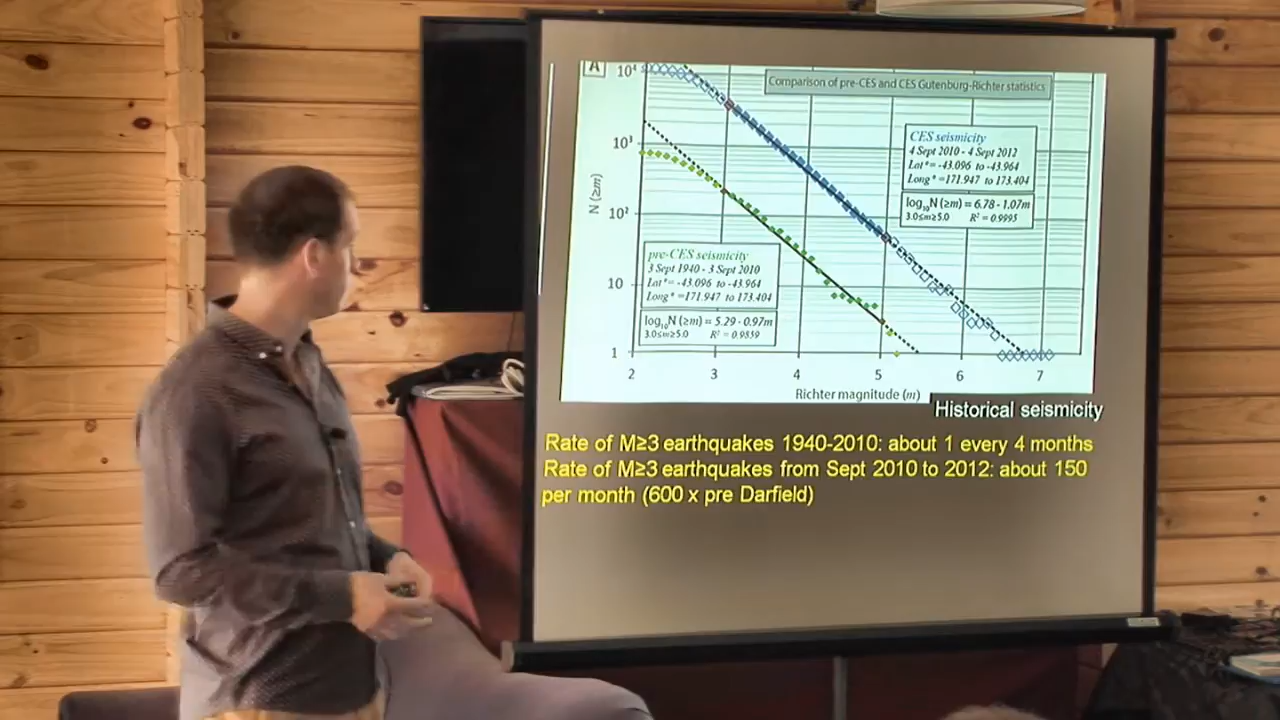 A
Comparison of pre-CES and CES Gutenburg-Richter statistics
10⁴
10³
10²
10
1
N (≥m)
CES seismicity
4 Sept 2010 - 4 Sept 2012
Lat°= -43.096 to -43.964
Long° =171.947 to 173.404
log₁₀N (≥m) = 6.78 - 1.07m
3.0≤m≥5.0 R² = 0.9995
pre-CES seismicity
3 Sept 1940 - 3 Sept 2010
Lat°= -43.096 to -43.964
Long° =171.947 to 173.404
log₁₀N (≥m) = 5.29 - 0.97m
3.0≤m≥5.0 R² = 0.9859
2 3 4 5 6 7
Richter magnitude (m)
Historical seismicity
Rate of M≥3 earthquakes 1940-2010: about 1 every 4 months
Rate of M≥3 earthquakes from Sept 2010 to 2012: about 150
per month (600 x pre Darfield)